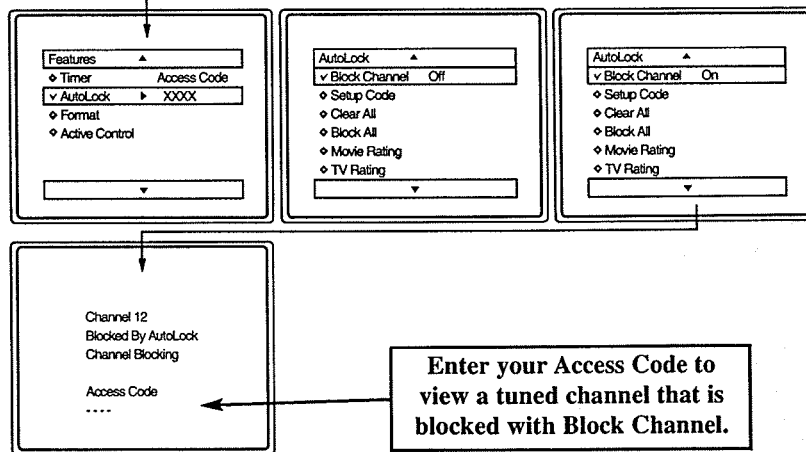 Features
Timer Access Code
AutoLock XXXX
Format
Active Control
AutoLock
Block Channel Off
Setup Code
Clear All
Block All
Movie Rating
TV Rating
AutoLock
Block Channel On
Setup Code
Clear All
Block All
Movie Rating
TV Rating
Channel 12
Blocked By AutoLock
Channel Blocking
Access Code
- - - -
Enter your Access Code to
view a tuned channel that is
blocked with Block Channel.